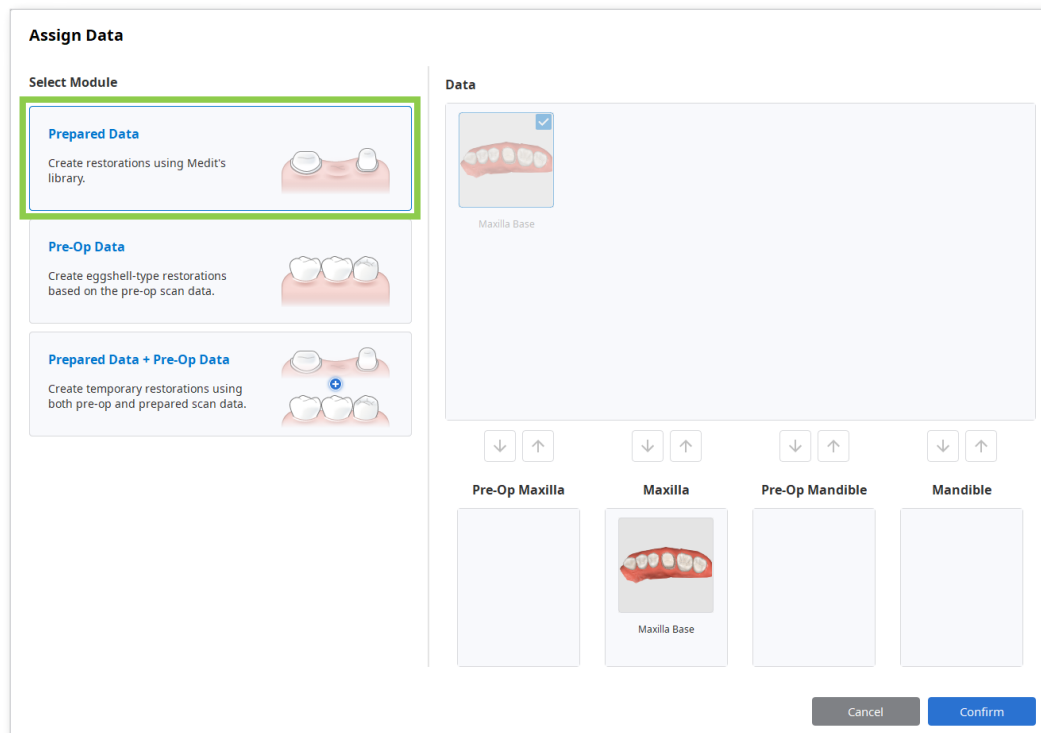 Assign Data
Select Module
Prepared Data
Create restorations using Medit's
library.
Pre-Op Data
Create eggshell-type restorations
based on the pre-op scan data.
Prepared Data + Pre-Op Data
Create temporary restorations using
both pre-op and prepared scan data.
Data
Maxilla Base
Pre-Op Maxilla
Maxilla
Pre-Op Mandible
Mandible
Maxilla Base
Cancel
Confirm